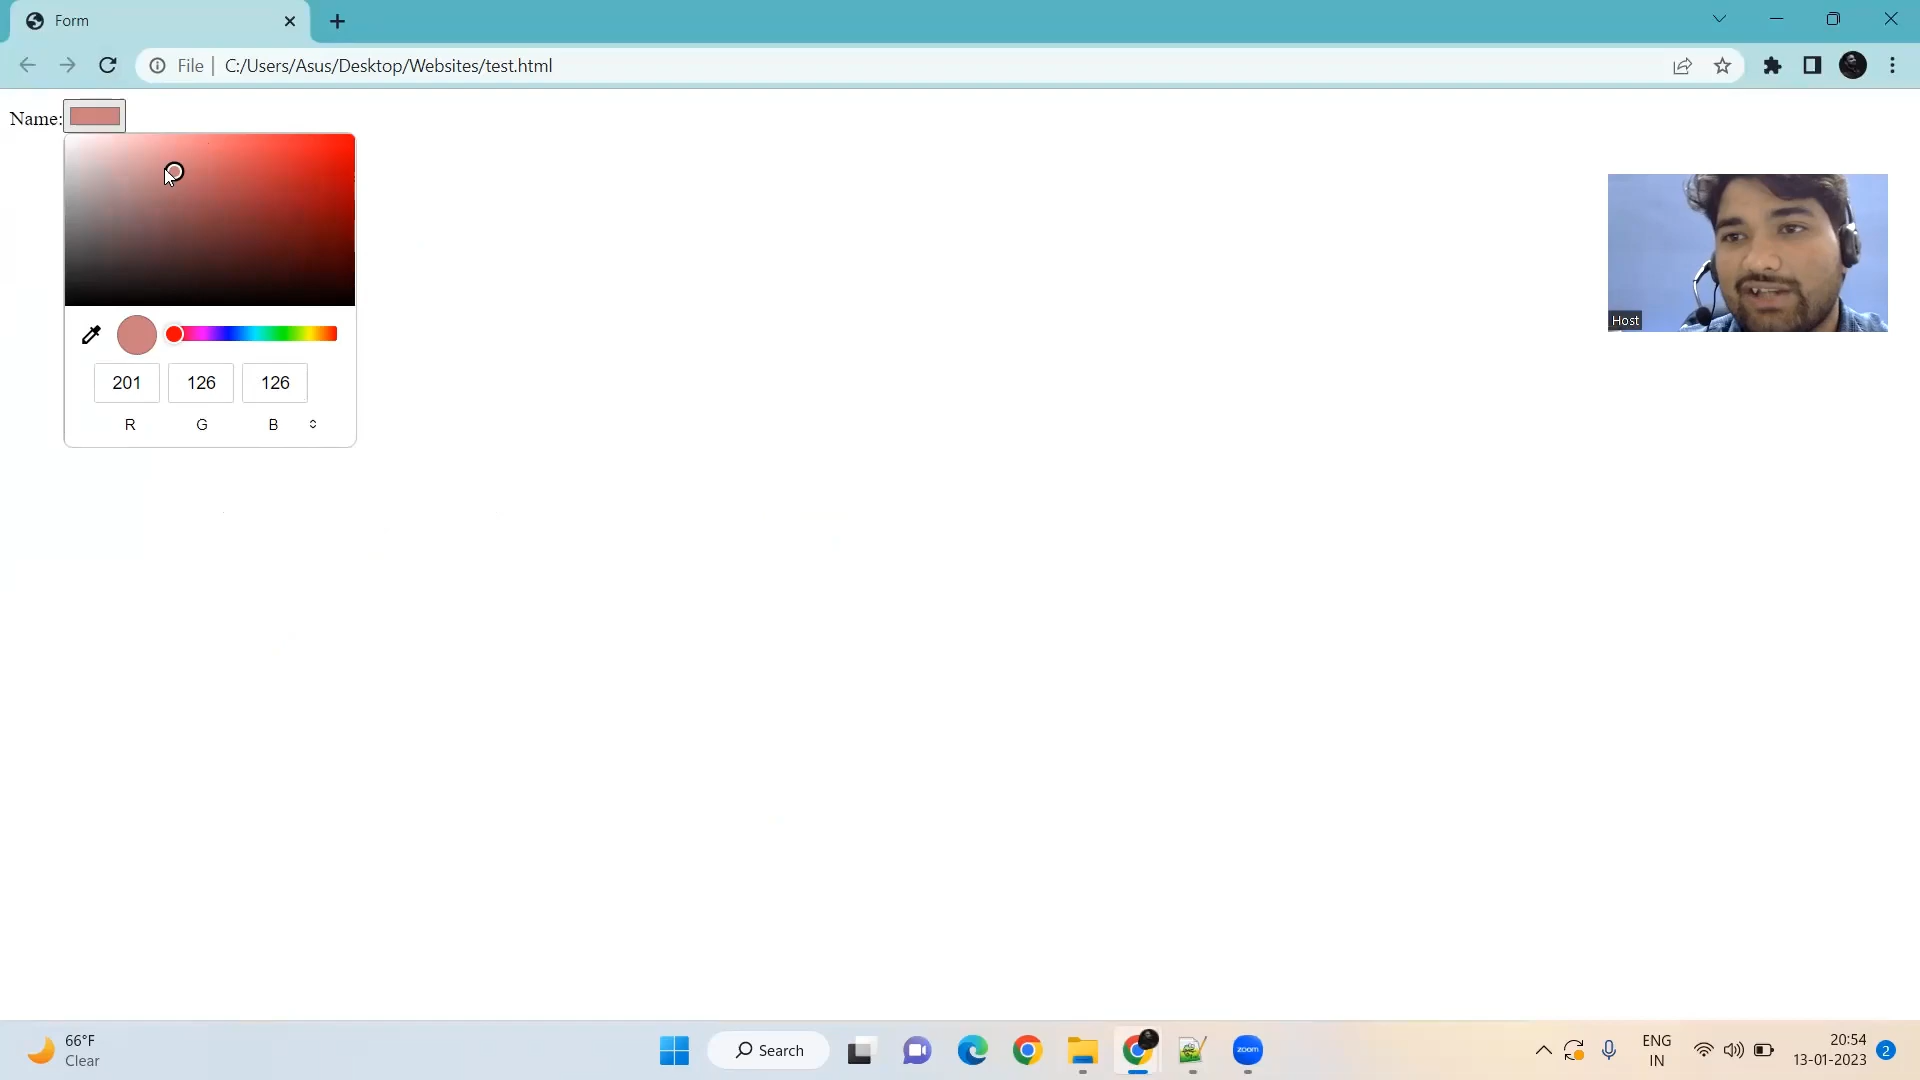 Form
File
C:/Users/Asus/Desktop/Websites/test.html
Name:
201 126 126
R G B
Host
66°F
Clear
Search
zoom
ENG
IN
20:54
13-01-2023
2